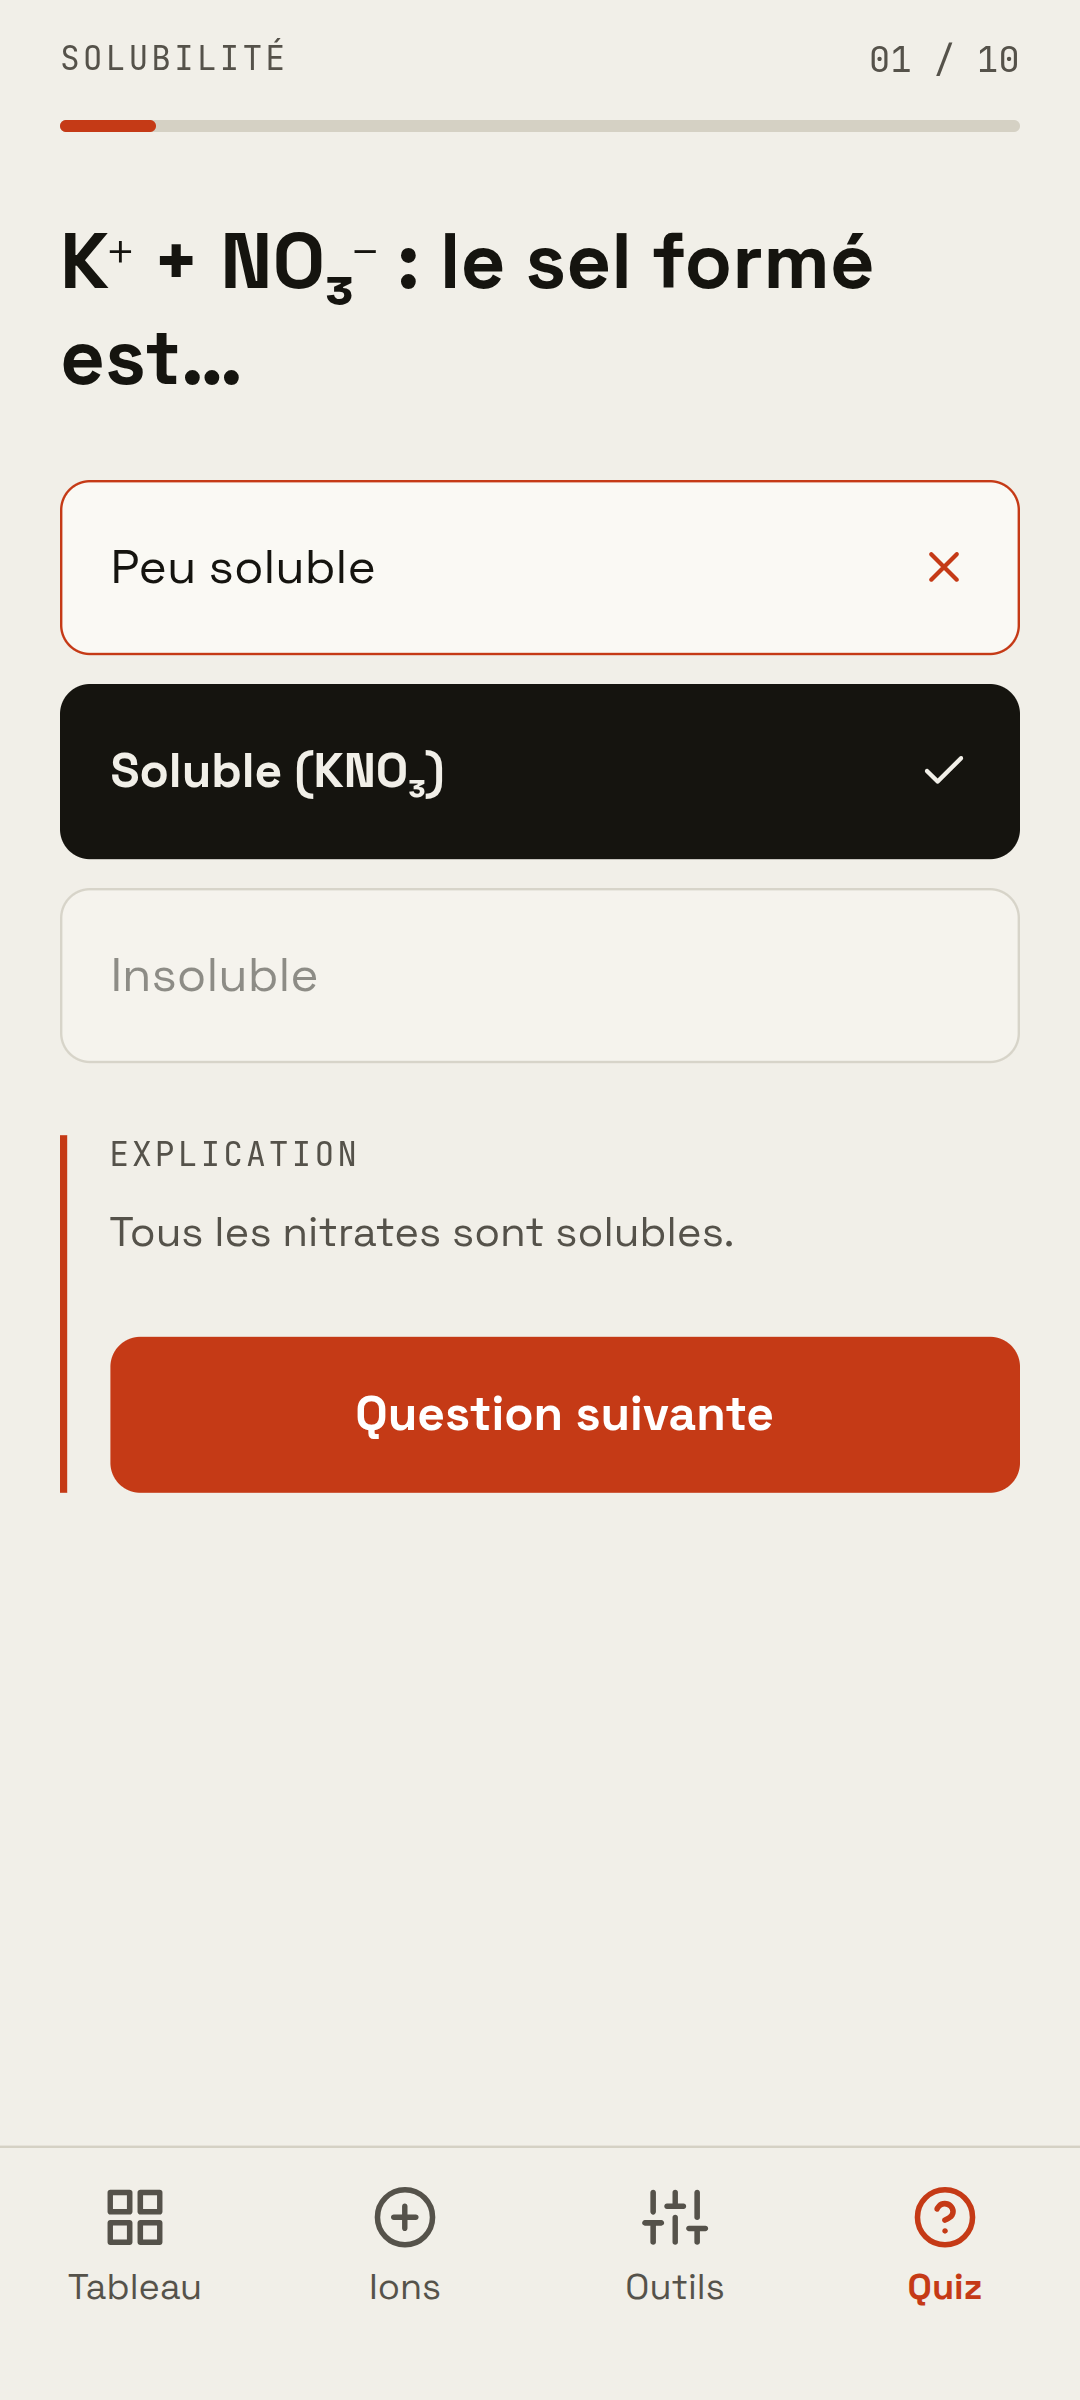 SOLUBILITÉ
01 / 10
K⁺ + NO₃⁻ : le sel formé
est…
Peu soluble
Soluble (KNO₃)
Insoluble
EXPLICATION
Tous les nitrates sont solubles.
Question suivante
Tableau
Ions
Outils
Quiz